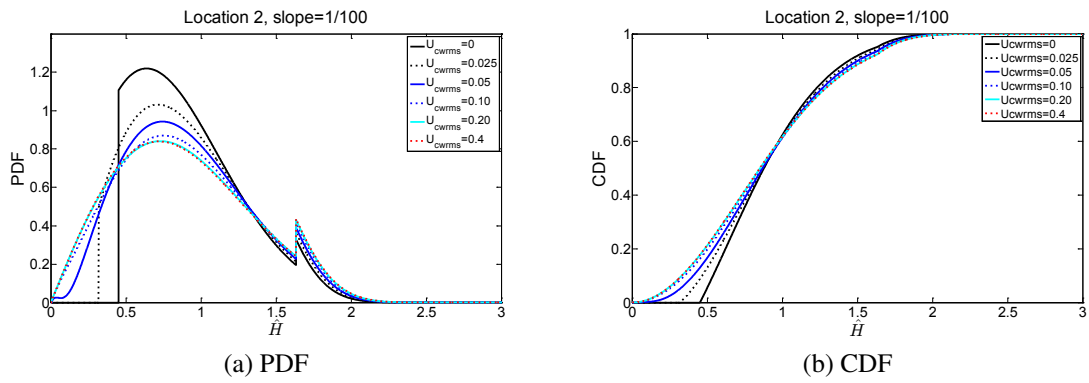 Location 2, slope=1/100
PDF
1.2
1
0.8
0.6
0.4
0.2
0
0
0.5
1
1.5
2
2.5
3
Ĥ
U_cwrms=0
U_cwrms=0.025
U_cwrms=0.05
U_cwrms=0.10
U_cwrms=0.20
U_cwrms=0.4
(a) PDF
Location 2, slope=1/100
CDF
1
0.8
0.6
0.4
0.2
0
0
0.5
1
1.5
2
2.5
3
Ĥ
Ucwrms=0
Ucwrms=0.025
Ucwrms=0.05
Ucwrms=0.10
Ucwrms=0.20
Ucwrms=0.4
(b) CDF